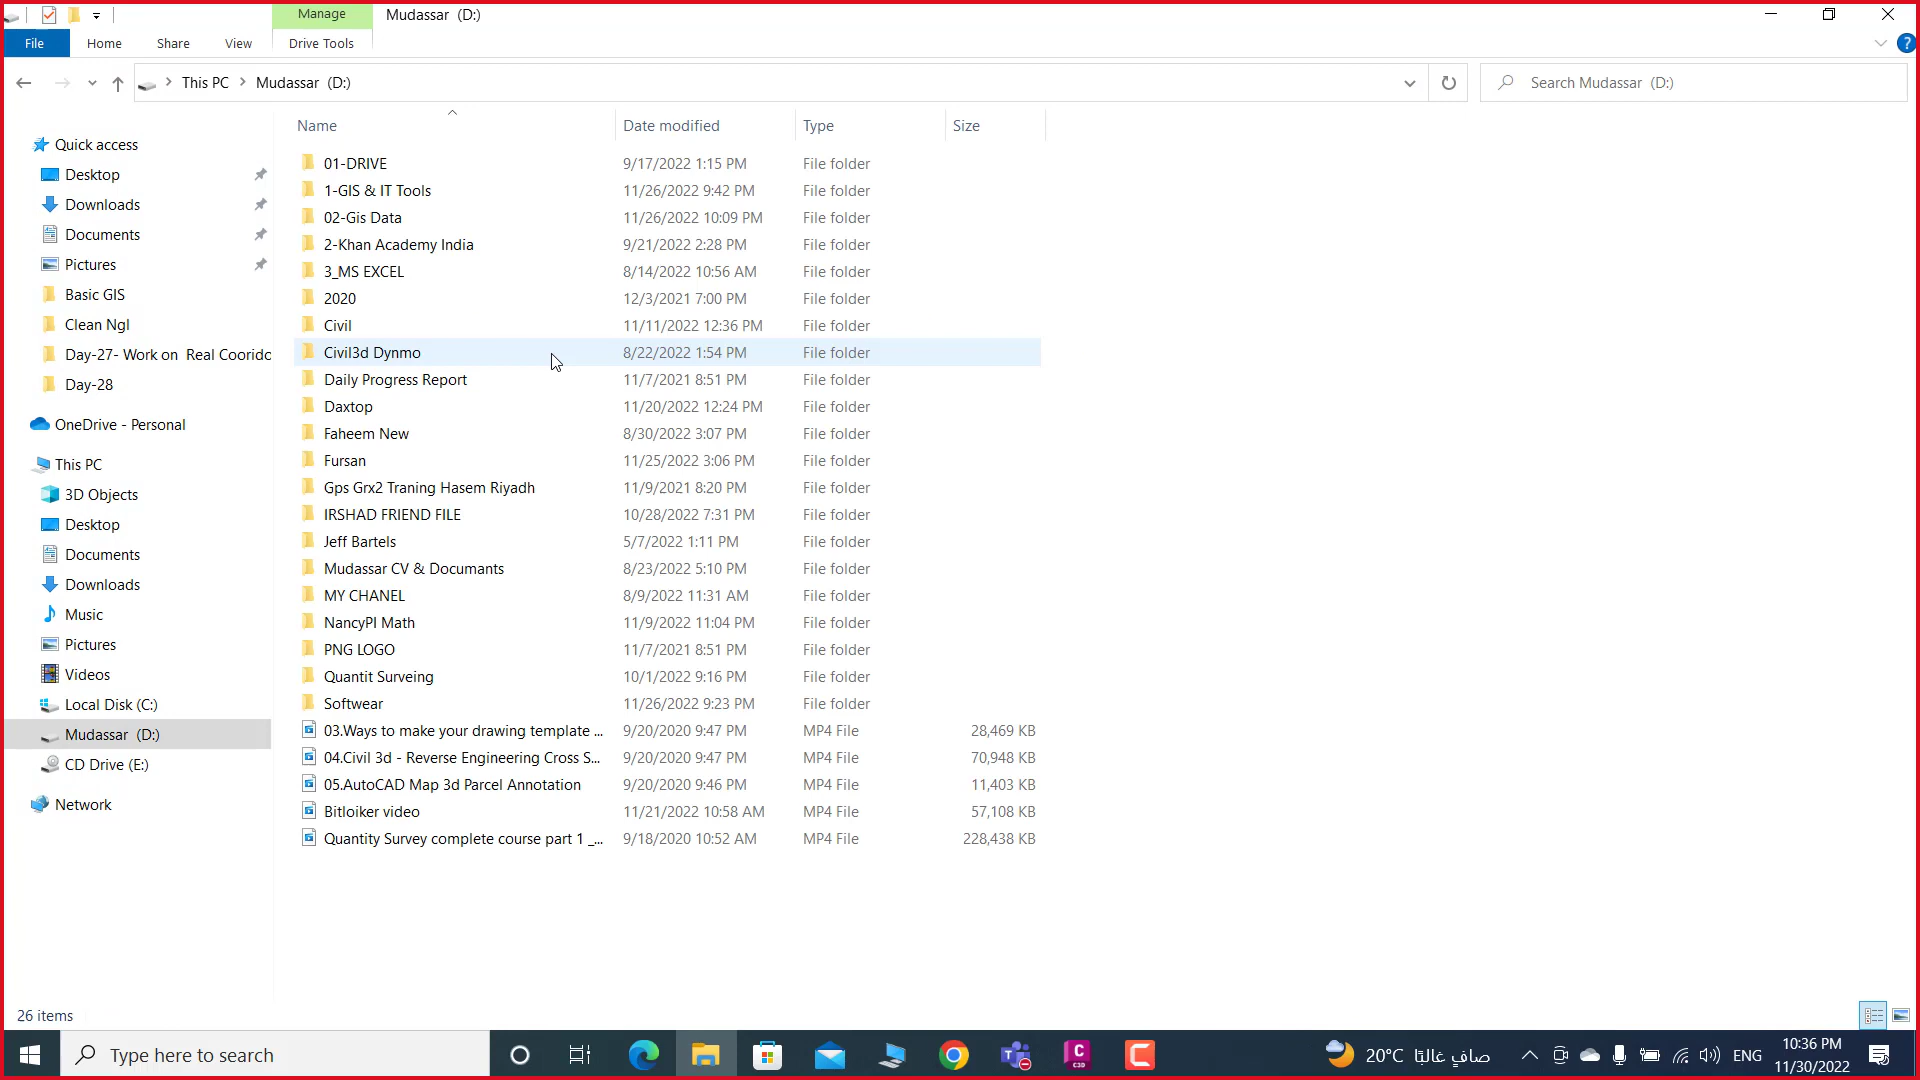 Manage Mudassar (D:)
File Home Share View Drive Tools
This PC Mudassar (D:) Search Mudassar (D:)
Name Date modified Type Size
Quick access
Desktop
Downloads
Documents
Pictures
Basic GIS
Clean Ngl
Day-27- Work on Real Coorido
Day-28
OneDrive - Personal
This PC
3D Objects
Desktop
Documents
Downloads
Music
Pictures
Videos
Local Disk (C:)
Mudassar (D:)
CD Drive (E:)
Network
01-DRIVE 9/17/2022 1:15 PM File folder
1-GIS & IT Tools 11/26/2022 9:42 PM File folder
02-Gis Data 11/26/2022 10:09 PM File folder
2-Khan Academy India 9/21/2022 2:28 PM File folder
3_MS EXCEL 8/14/2022 10:56 AM File folder
2020 12/3/2021 7:00 PM File folder
Civil 11/11/2022 12:36 PM File folder
Civil3d Dynmo 8/22/2022 1:54 PM File folder
Daily Progress Report 11/7/2021 8:51 PM File folder
Daxtop 11/20/2022 12:24 PM File folder
Faheem New 8/30/2022 3:07 PM File folder
Fursan 11/25/2022 3:06 PM File folder
Gps Grx2 Traning Hasem Riyadh 11/9/2021 8:20 PM File folder
IRSHAD FRIEND FILE 10/28/2022 7:31 PM File folder
Jeff Bartels 5/7/2022 1:11 PM File folder
Mudassar CV & Documants 8/23/2022 5:10 PM File folder
MY CHANEL 8/9/2022 11:31 AM File folder
NancyPI Math 11/9/2022 11:04 PM File folder
PNG LOGO 11/7/2021 8:51 PM File folder
Quantit Surveing 10/1/2022 9:16 PM File folder
Softwear 11/26/2022 9:23 PM File folder
03.Ways to make your drawing template ... 9/20/2020 9:47 PM MP4 File 28,469 KB
04.Civil 3d - Reverse Engineering Cross S... 9/20/2020 9:47 PM MP4 File 70,948 KB
05.AutoCAD Map 3d Parcel Annotation 9/20/2020 9:46 PM MP4 File 11,403 KB
Bitloiker video 11/21/2022 10:58 AM MP4 File 57,108 KB
Quantity Survey complete course part 1 _... 9/18/2020 10:52 AM MP4 File 228,438 KB
26 items
Type here to search
C
C3D
20°C صافٍ غالبًا
ENG
10:36 PM
11/30/2022